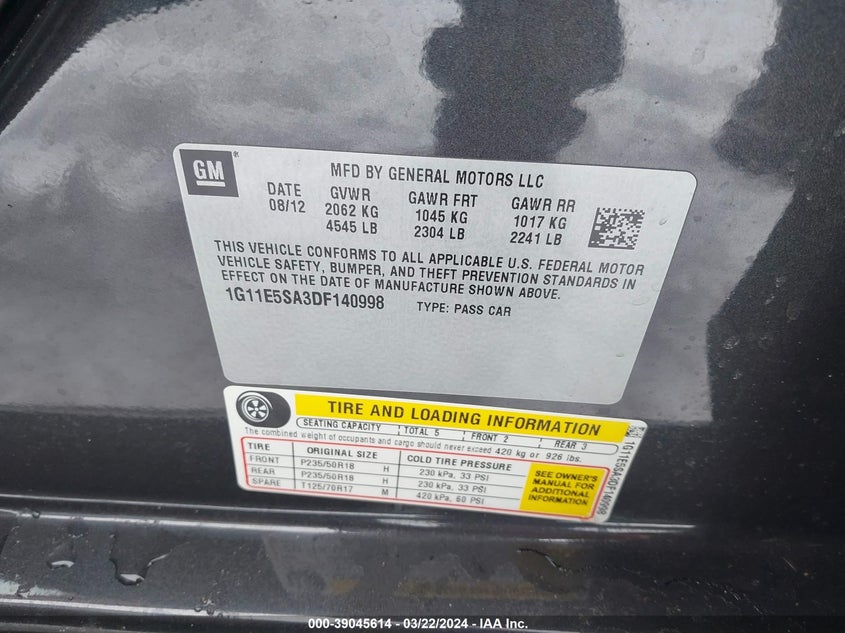 GM
MFD BY GENERAL MOTORS LLC
DATE GVWR GAWR FRT GAWR RR
08/12 2062 KG 1045 KG 1017 KG
4545 LB 2304 LB 2241 LB
THIS VEHICLE CONFORMS TO ALL APPLICABLE U.S. FEDERAL MOTOR
VEHICLE SAFETY, BUMPER, AND THEFT PREVENTION STANDARDS IN
EFFECT ON THE DATE OF MANUFACTURE SHOWN ABOVE.
1G11E5SA3DF140998 TYPE: PASS CAR
TIRE AND LOADING INFORMATION
SEATING CAPACITY TOTAL 5 FRONT 2 REAR 3
The combined weight of occupants and cargo should never exceed 420 kg or 926 lbs.
TIRE ORIGINAL SIZE COLD TIRE PRESSURE
FRONT P235/50R18 H 230 kPa, 33 PSI
REAR P235/50R18 H 230 kPa, 33 PSI
SPARE T125/70R17 M 420 kPa, 60 PSI
SEE OWNER'S
MANUAL FOR
ADDITIONAL
INFORMATION
1G11E5SA3DF140998
000-39045614 - 03/22/2024 - IAA Inc.